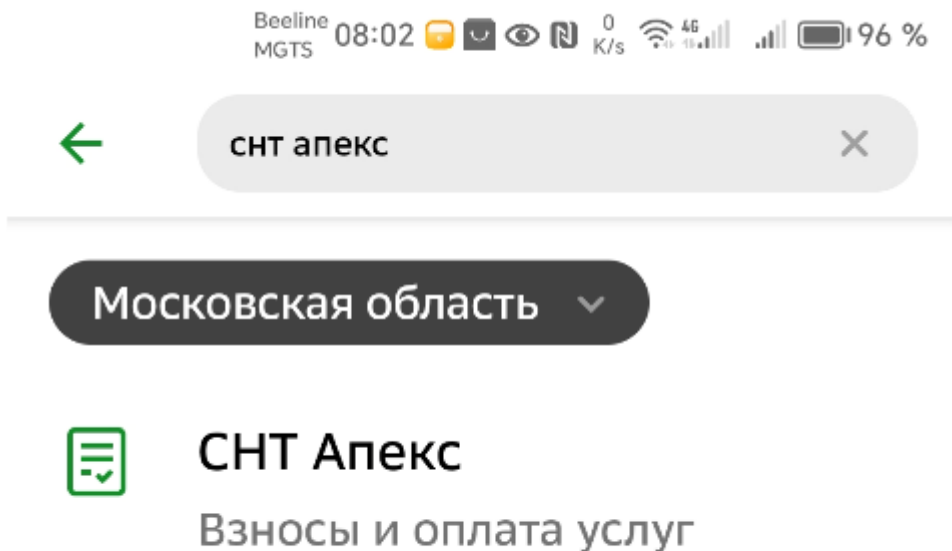 Beeline
MGTS 08:02 0 K/s 4G 96 %
снт апекс
Московская область
СНТ Апекс
Взносы и оплата услуг